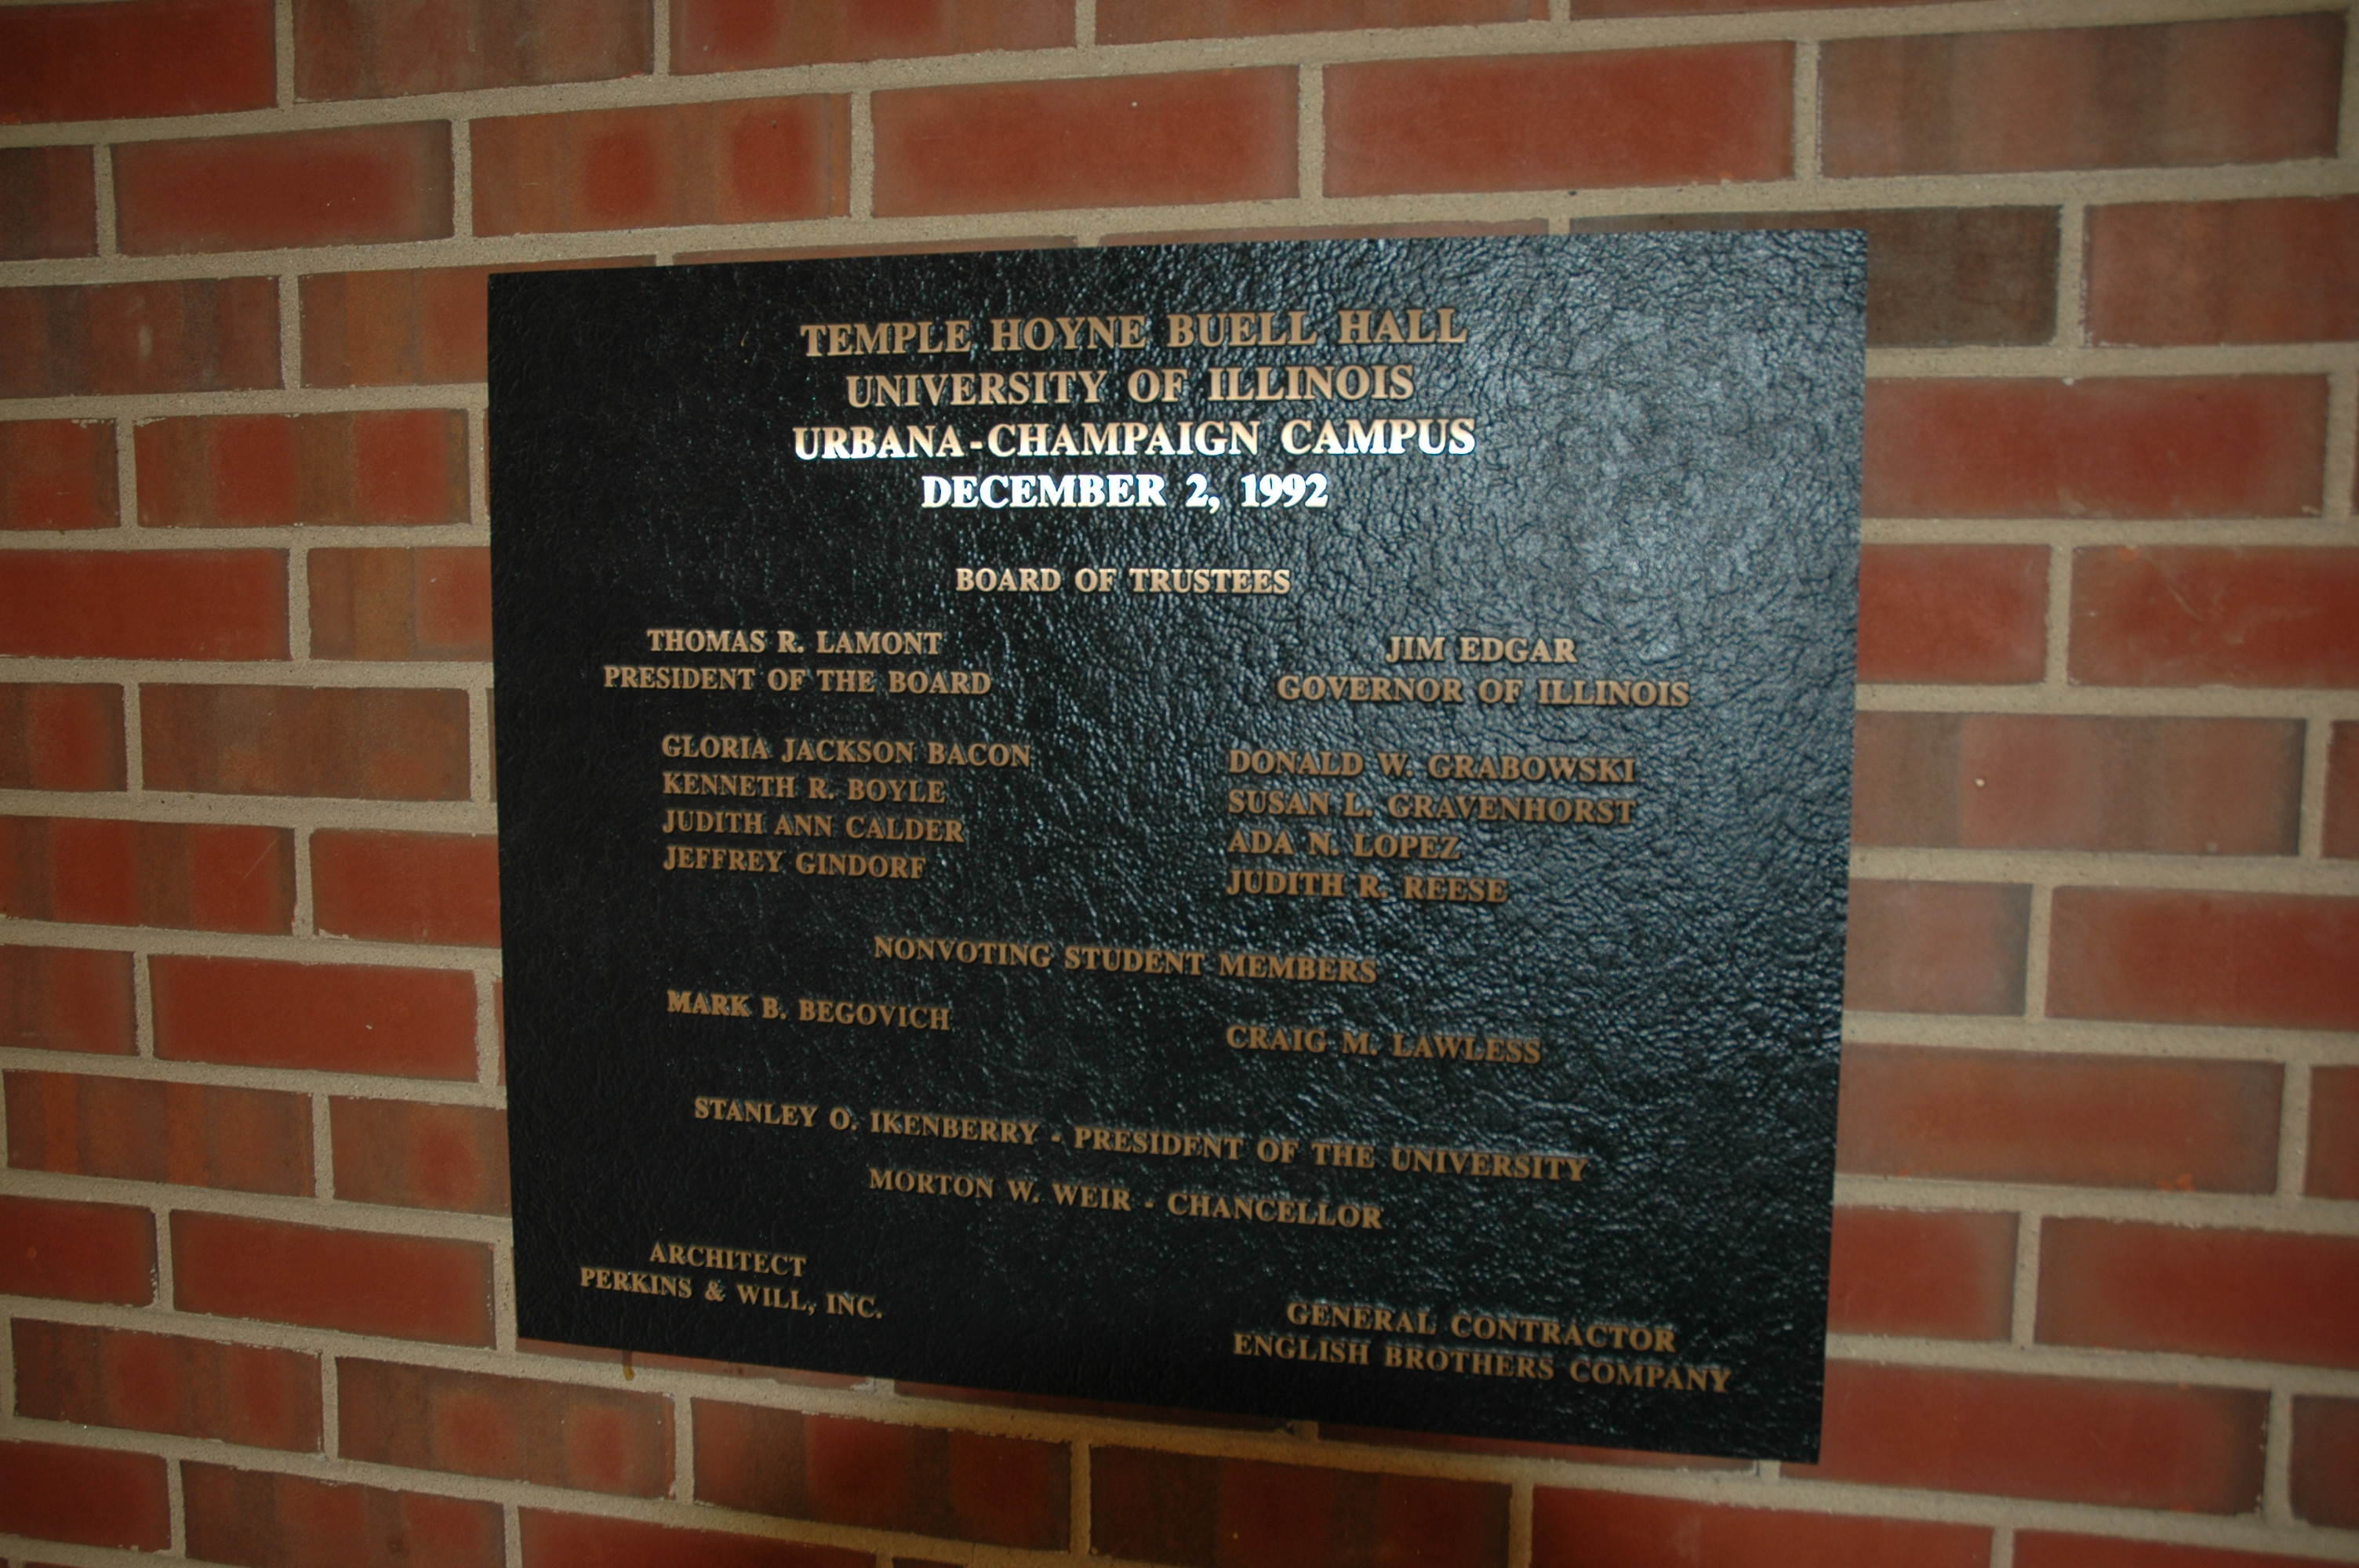 TEMPLE HOYNE BUELL HALL
UNIVERSITY OF ILLINOIS
URBANA-CHAMPAIGN CAMPUS
DECEMBER 2, 1992
BOARD OF TRUSTEES
THOMAS R. LAMONT
PRESIDENT OF THE BOARD
JIM EDGAR
GOVERNOR OF ILLINOIS
GLORIA JACKSON BACON
KENNETH R. BOYLE
JUDITH ANN CALDER
JEFFREY GINDORF
DONALD W. GRABOWSKI
SUSAN L. GRAVENHORST
ADA N. LOPEZ
JUDITH R. REESE
NONVOTING STUDENT MEMBERS
MARK B. BEGOVICH
CRAIG M. LAWLESS
STANLEY O. IKENBERRY - PRESIDENT OF THE UNIVERSITY
MORTON W. WEIR - CHANCELLOR
ARCHITECT
PERKINS & WILL, INC.
GENERAL CONTRACTOR
ENGLISH BROTHERS COMPANY